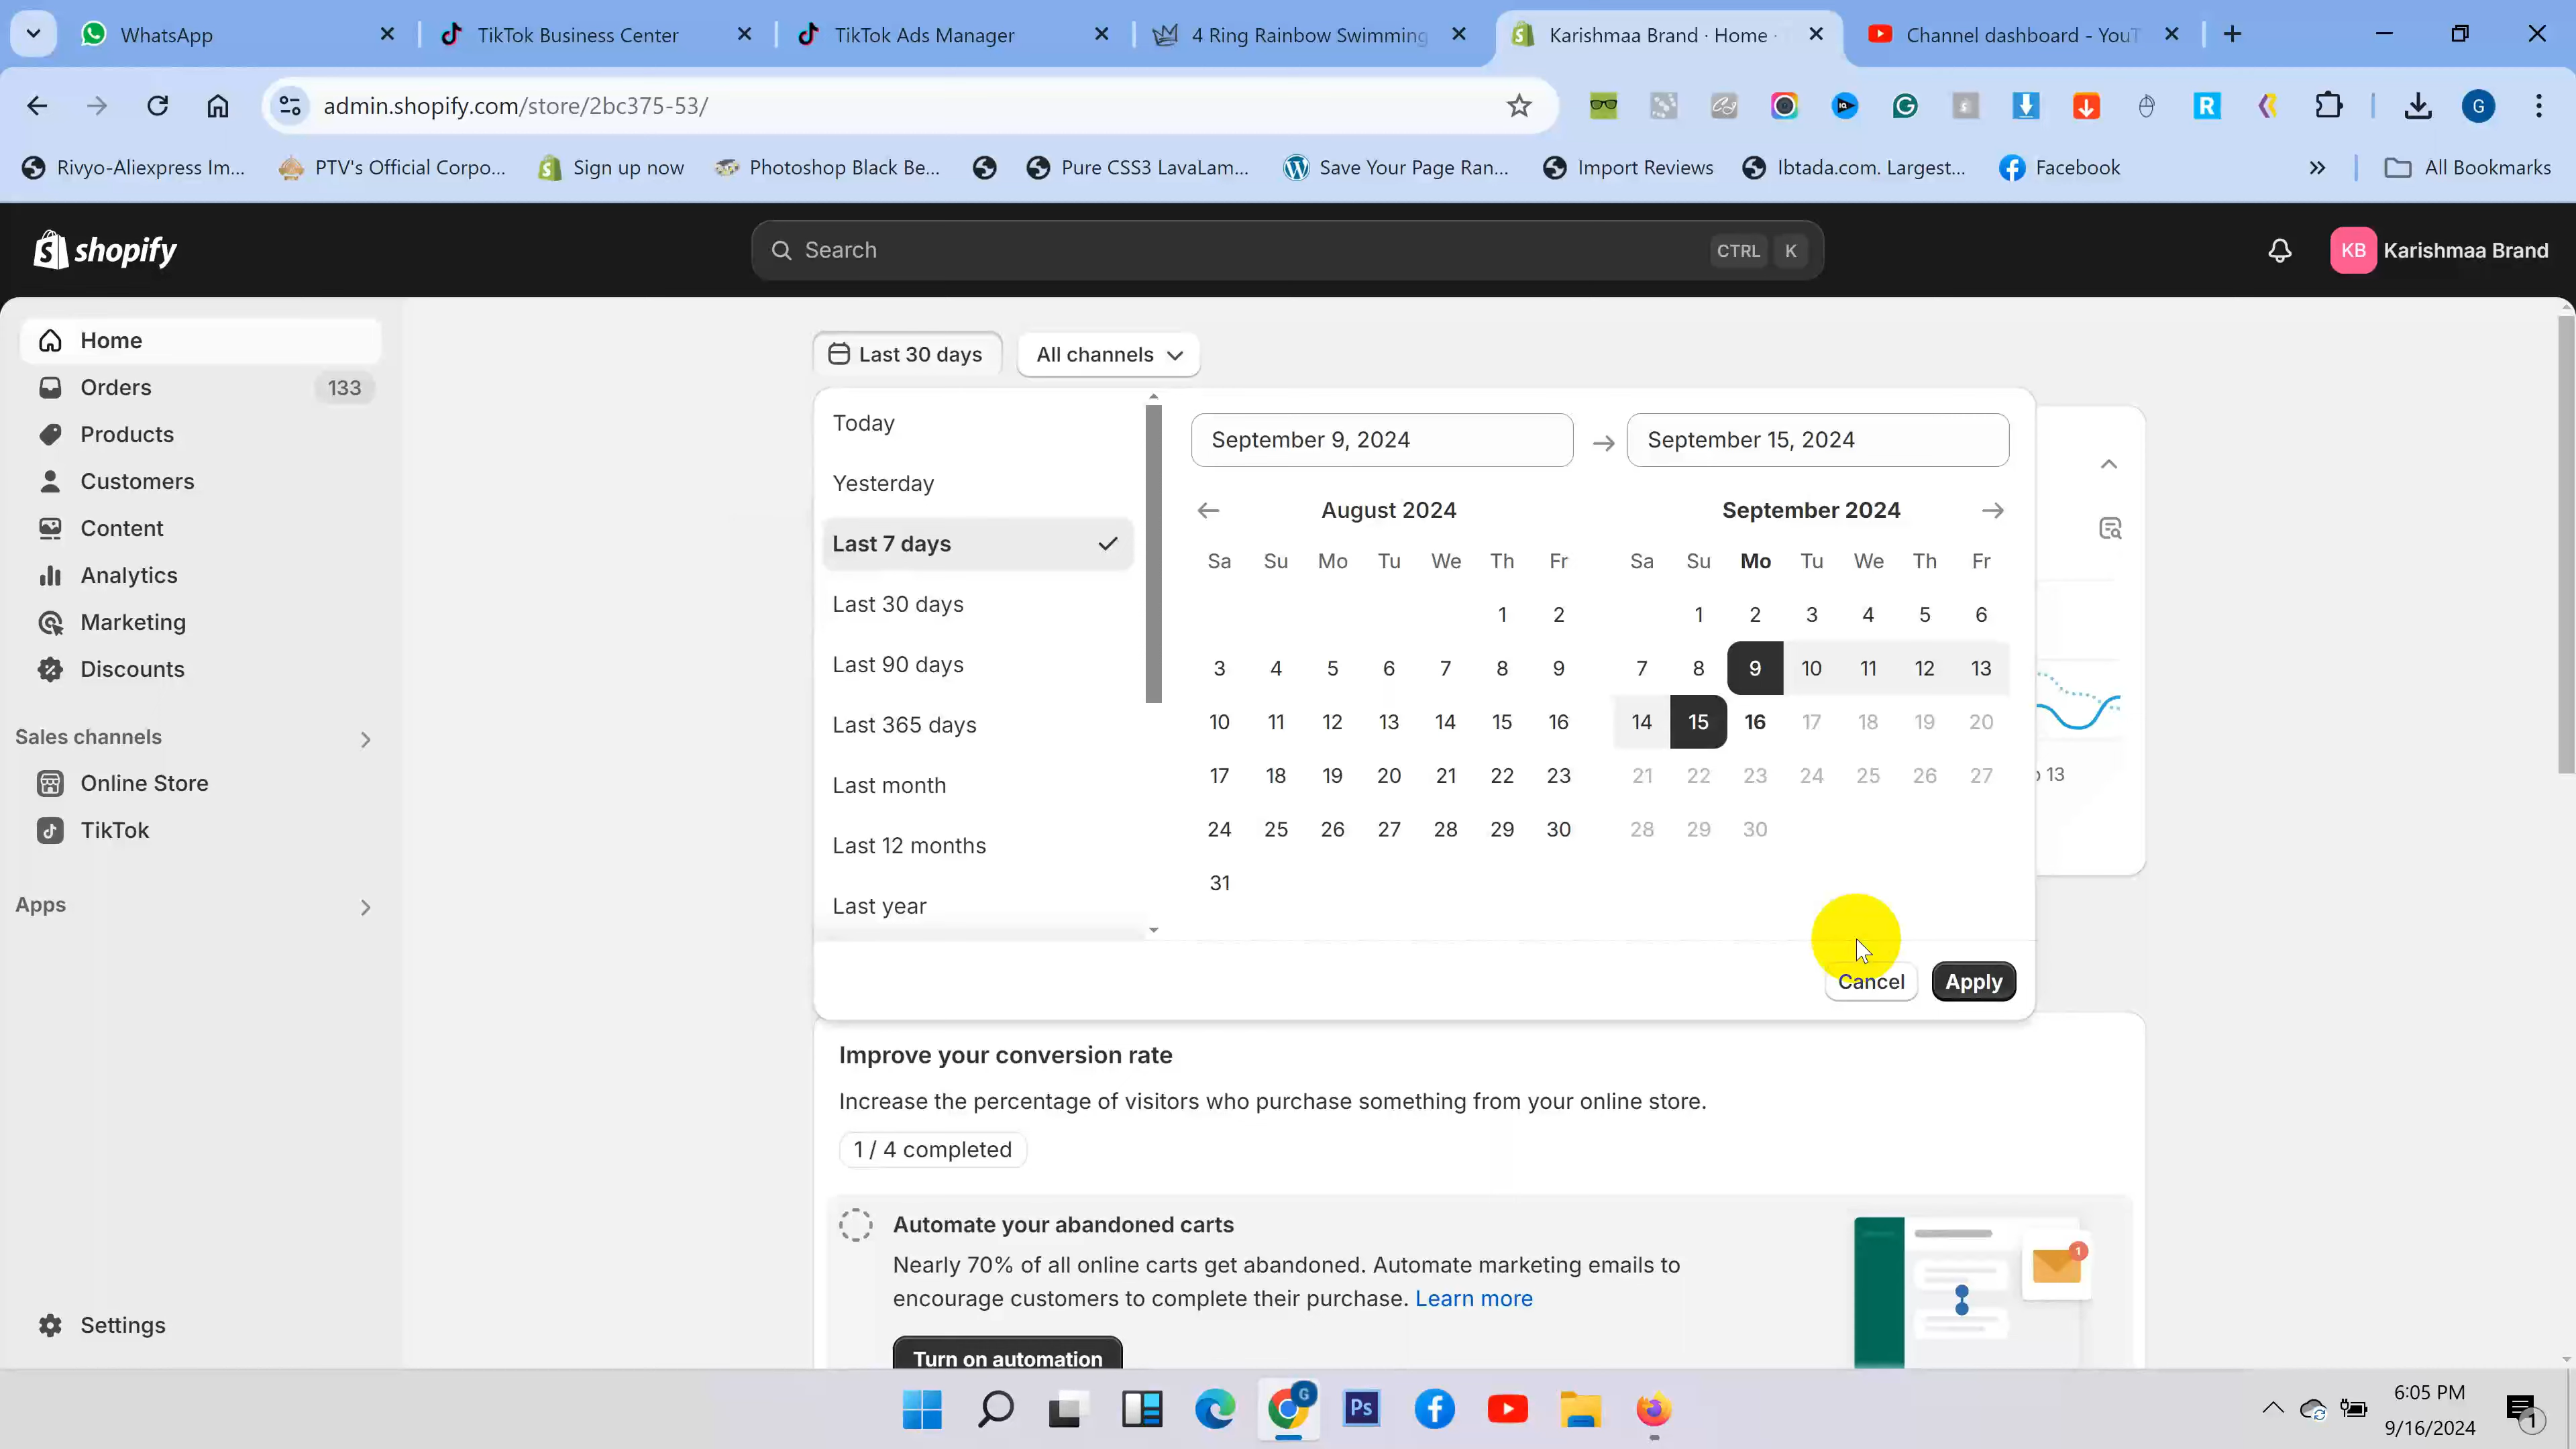 WhatsApp
TikTok Business Center
TikTok Ads Manager
4 Ring Rainbow Swimming
Karishmaa Brand · Home ·
Channel dashboard - YouT
admin.shopify.com/store/2bc375-53/
G
Rivyo-Aliexpress Im...
PTV's Official Corpo...
Sign up now
Photoshop Black Be...
Pure CSS3 LavaLam...
Save Your Page Ran...
Import Reviews
Ibtada.com. Largest...
Facebook
All Bookmarks
shopify
Search
CTRL K
KB Karishmaa Brand
Home
Orders 133
Products
Customers
Content
Analytics
Marketing
Discounts
Sales channels
Online Store
TikTok
Apps
Settings
Last 30 days
All channels
Today
Yesterday
Last 7 days
Last 30 days
Last 90 days
Last 365 days
Last month
Last 12 months
Last year
September 9, 2024 → September 15, 2024
August 2024
Sa Su Mo Tu We Th Fr
1 2
3 4 5 6 7 8 9
10 11 12 13 14 15 16
17 18 19 20 21 22 23
24 25 26 27 28 29 30
31
September 2024
Sa Su Mo Tu We Th Fr
1 2 3 4 5 6
7 8 9 10 11 12 13
14 15 16 17 18 19 20
21 22 23 24 25 26 27
28 29 30
13
Cancel
Apply
Improve your conversion rate
Increase the percentage of visitors who purchase something from your online store.
1 / 4 completed
Automate your abandoned carts
Nearly 70% of all online carts get abandoned. Automate marketing emails to
encourage customers to complete their purchase. Learn more
Turn on automation
1
G
Ps
6:05 PM
9/16/2024
1